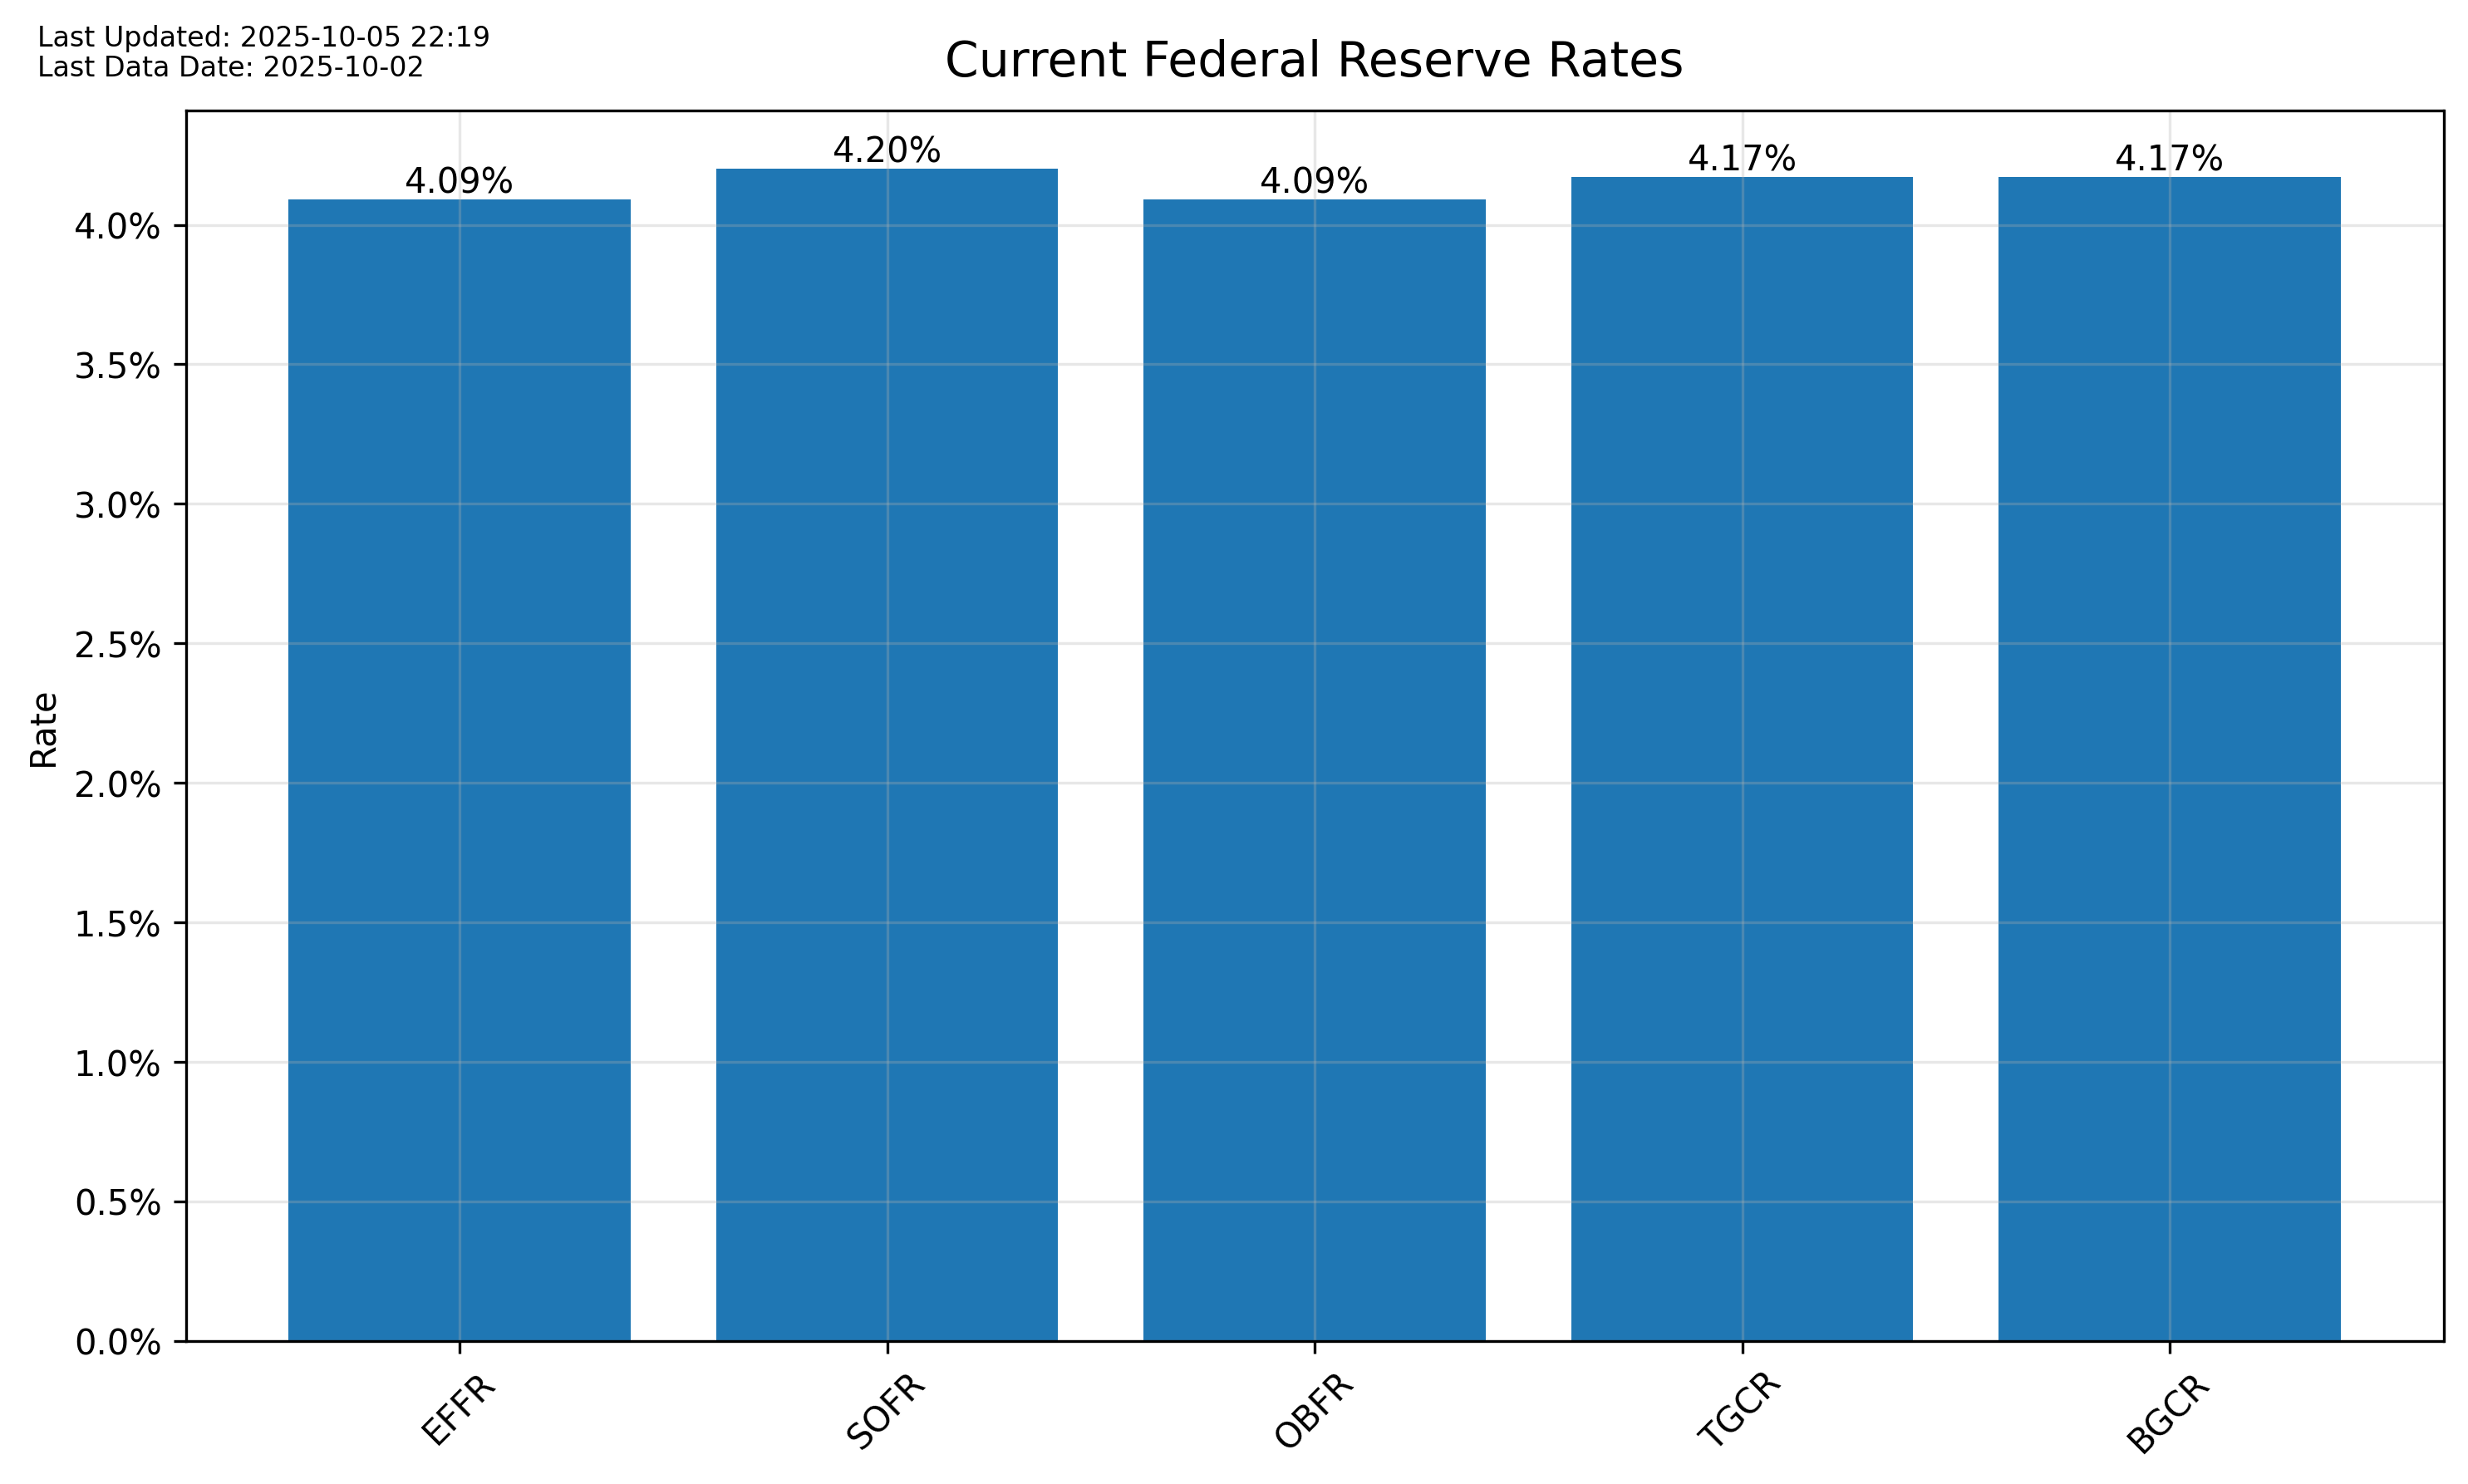 Last Updated: 2025-10-05 22:19
Last Data Date: 2025-10-02
Current Federal Reserve Rates
4.09%
4.20%
4.09%
4.17%
4.17%
4.0%
3.5%
3.0%
2.5%
2.0%
1.5%
1.0%
0.5%
0.0%
Rate
EFFR
SOFR
OBFR
TGCR
BGCR